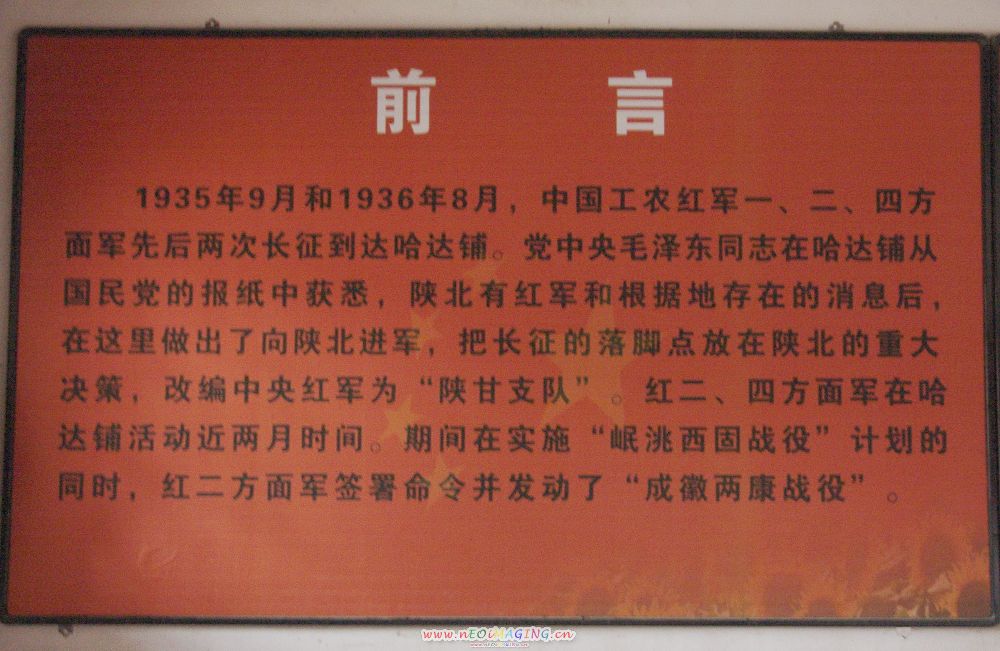 前言
1935年9月和1936年8月，中国工农红军一、二、四方
面军先后两次长征到达哈达铺。党中央毛泽东同志在哈达铺从
国民党的报纸中获悉，陕北有红军和根据地存在的消息后，
在这里做出了向陕北进军，把长征的落脚点放在陕北的重大
决策，改编中央红军为“陕甘支队”。红二、四方面军在哈
达铺活动近两月时间。期间在实施“岷洮西固战役”计划的
同时，红二方面军签署命令并发动了“成徽两康战役”。
www.nEOiMAGING.cn
www.nEOiMAGING.cn